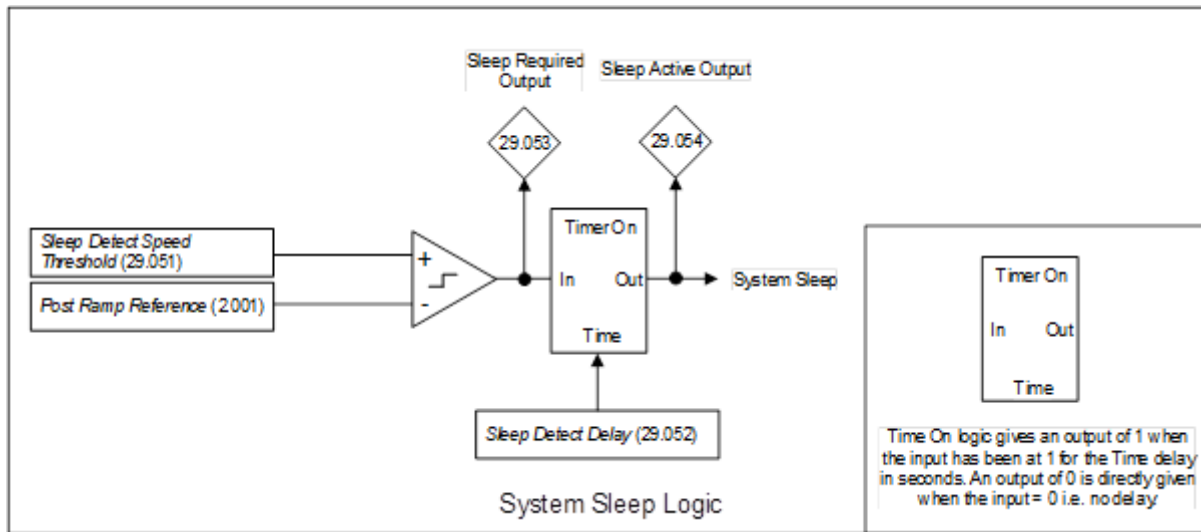 Sleep Required
Output
Sleep Active Output
29.053
29.054
Timer On
In
Out
Time
Sleep Detect Speed
Threshold (29.051)
+
-
Post Ramp Reference (2.001)
System Sleep
Sleep Detect Delay (29.052)
System Sleep Logic
Timer On
In
Out
Time
Time On logic gives an output of 1 when
the input has been at 1 for the Time delay
in seconds. An output of 0 is directly given
when the input = 0 i.e. no delay.